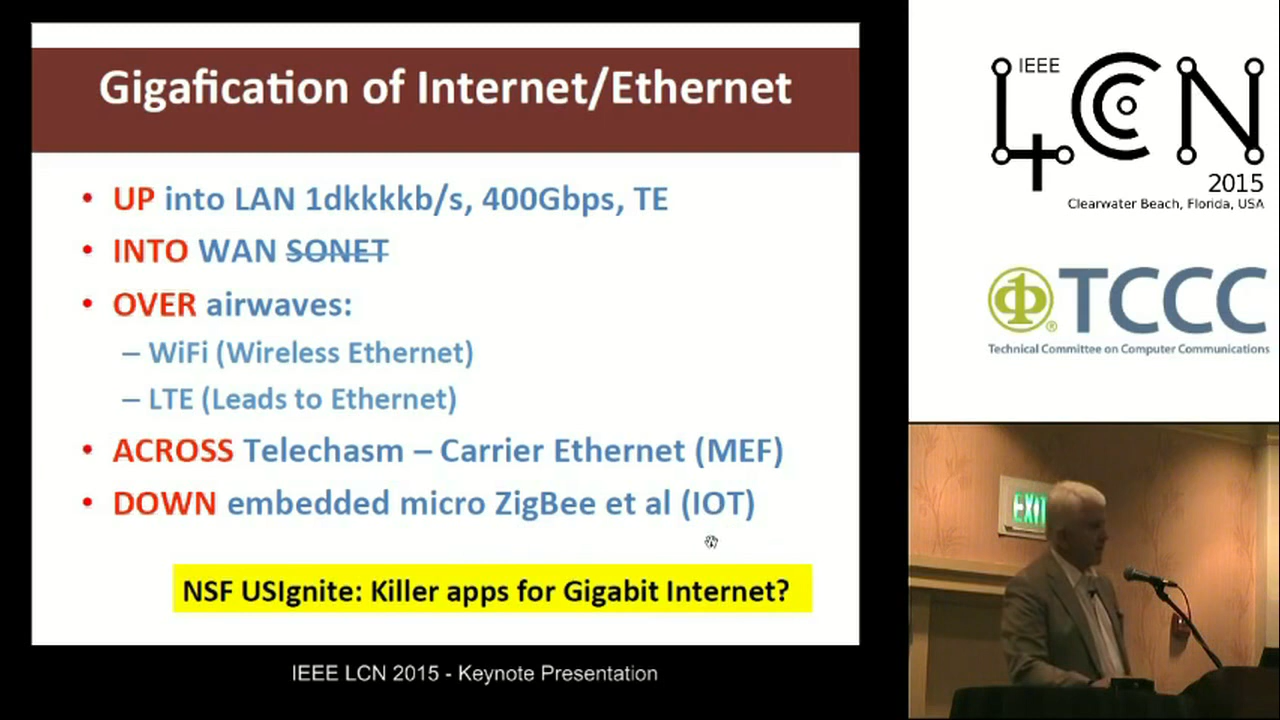 Gigafication of Internet/Ethernet
• UP into LAN 1dkkkkb/s, 400Gbps, TE
• INTO WAN SONET
• OVER airwaves:
– WiFi (Wireless Ethernet)
– LTE (Leads to Ethernet)
• ACROSS Telechasm – Carrier Ethernet (MEF)
• DOWN embedded micro ZigBee et al (IOT)
NSF USIgnite: Killer apps for Gigabit Internet?
IEEE LCN 2015 - Keynote Presentation
IEEE
LCN
2015
Clearwater Beach, Florida, USA
® TCCC
Technical Committee on Computer Communications
EXIT